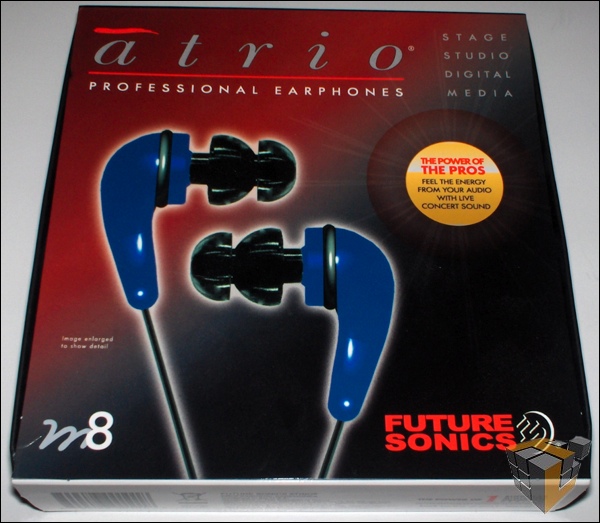 atrio®
PROFESSIONAL EARPHONES
STAGE
STUDIO
DIGITAL
MEDIA
THE POWER OF
THE PROS
FEEL THE ENERGY
FROM YOUR AUDIO
WITH LIVE
CONCERT SOUND
Image enlarged
to show detail
m8
FUTURE
SONICS